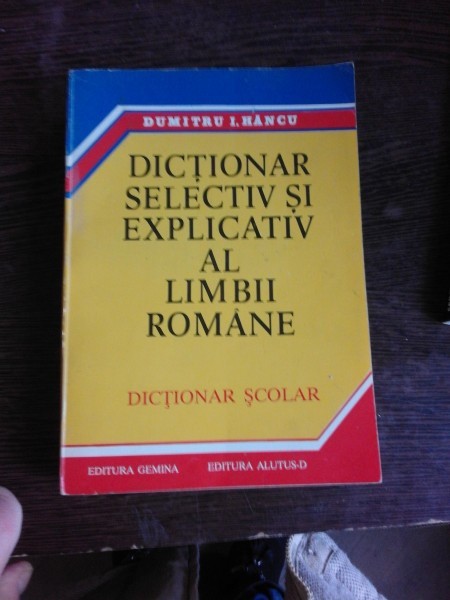 DUMITRU I. HÂNCU
DICȚIONAR
SELECTIV ȘI
EXPLICATIV
AL
LIMBII
ROMÂNE
DICȚIONAR ȘCOLAR
EDITURA GEMINA EDITURA ALUTUS-D